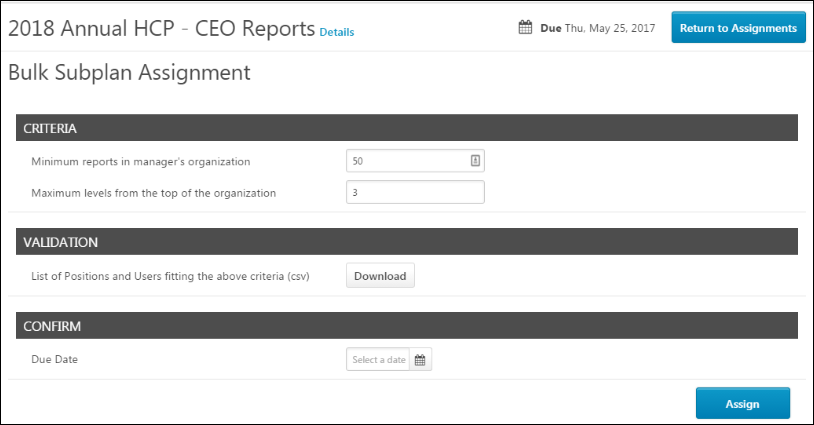 2018 Annual HCP - CEO Reports Details Due Thu, May 25, 2017 Return to Assignments
Bulk Subplan Assignment
CRITERIA
Minimum reports in manager's organization 50
Maximum levels from the top of the organization 3
VALIDATION
List of Positions and Users fitting the above criteria (csv) Download
CONFIRM
Due Date Select a date
Assign